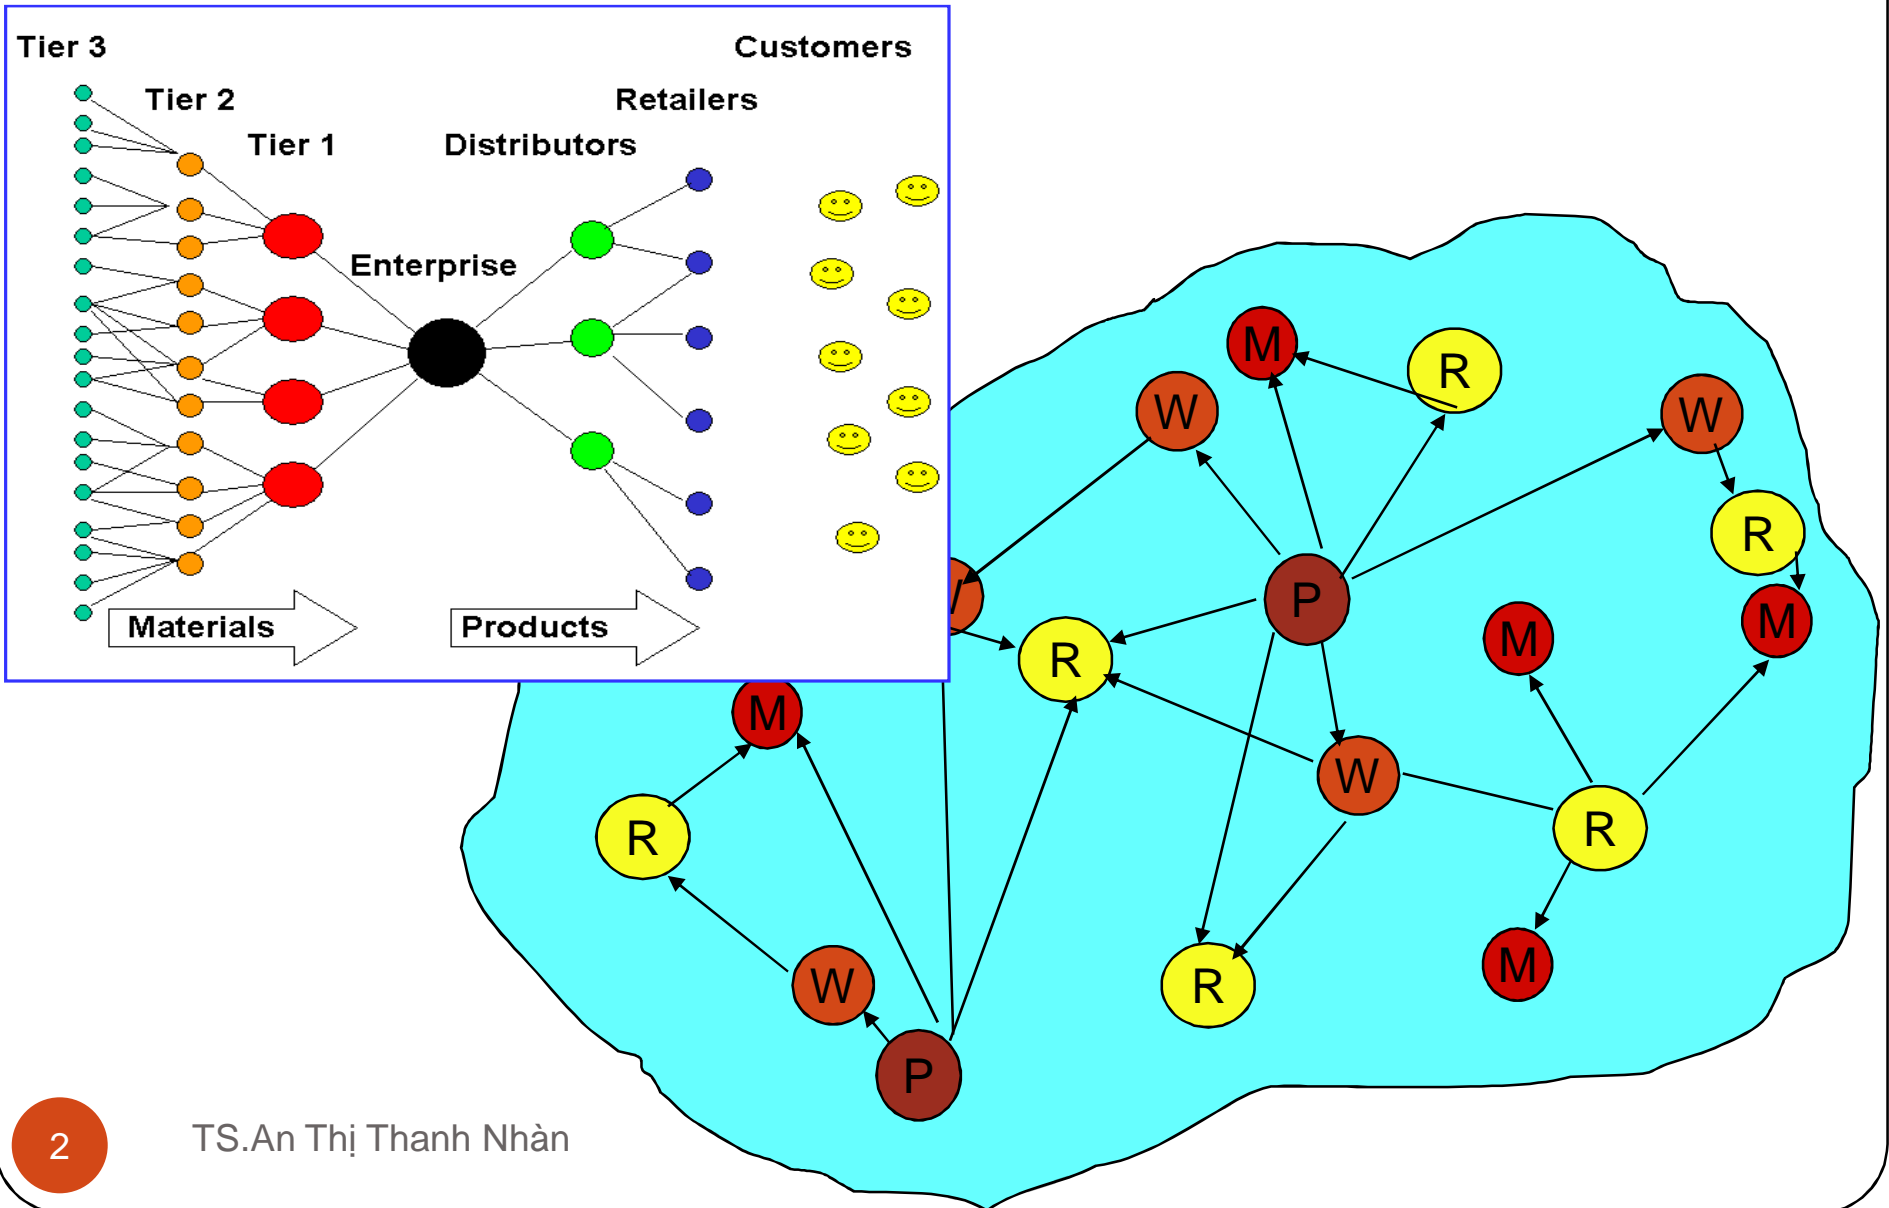 Tier 3
Customers
Tier 2
Retailers
Tier 1
Distributors
Enterprise
Materials
Products
M
R
W
W
R
P
M
M
R
M
W
R
R
W
R
M
P
2
TS.An Thị Thanh Nhàn